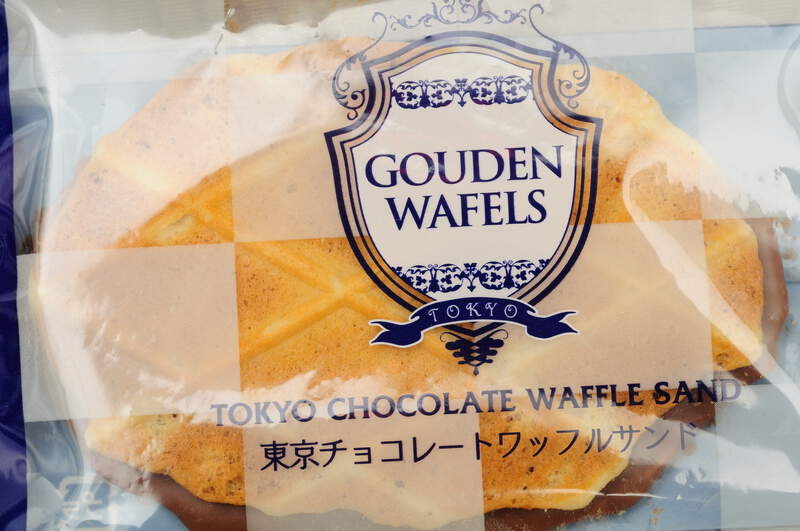 GOUDEN
WAFELS
TOKYO
TOKYO CHOCOLATE WAFFLE SAND
東京チョコレートワッフルサンド